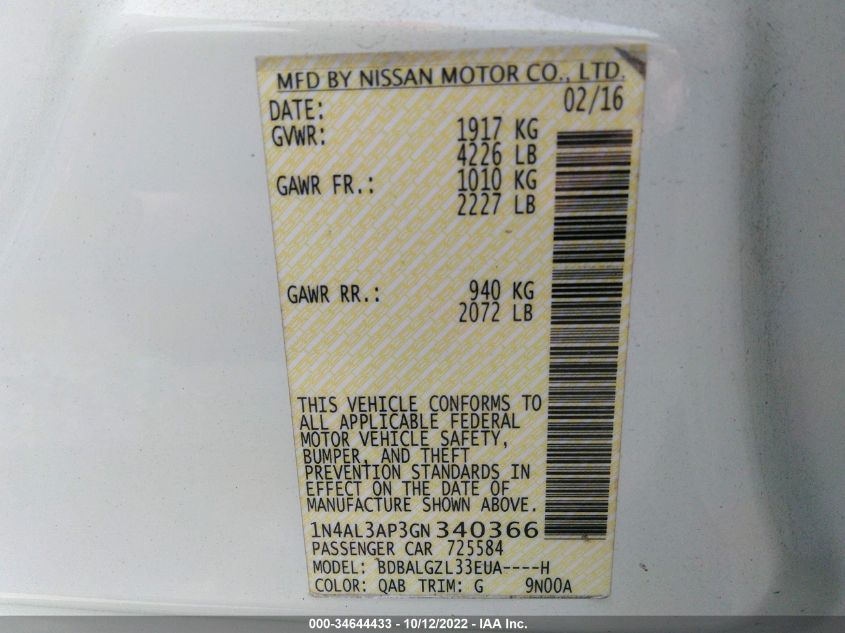 MFD BY NISSAN MOTOR CO., LTD.
DATE: 02/16
GVWR: 1917 KG
4226 LB
GAWR FR.: 1010 KG
2227 LB
GAWR RR.: 940 KG
2072 LB
THIS VEHICLE CONFORMS TO
ALL APPLICABLE FEDERAL
MOTOR VEHICLE SAFETY,
BUMPER, AND THEFT
PREVENTION STANDARDS IN
EFFECT ON THE DATE OF
MANUFACTURE SHOWN ABOVE.
1N4AL3AP3GN340366
PASSENGER CAR 725584
MODEL: BDBALGZL33EUA----H
COLOR: QAB TRIM: G 9N00A
000-34644433 - 10/12/2022 - IAA Inc.